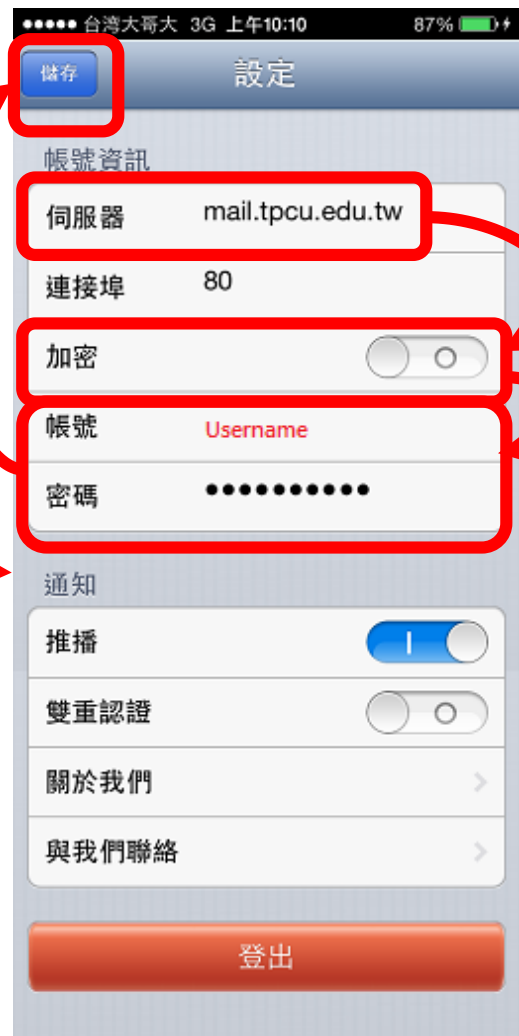 ●●●●● 台湾大哥大 3G 上午10:10 87%
儲存 設定
帳號資訊
伺服器 mail.tpcu.edu.tw
連接埠 80
加密
帳號 Username
密碼 ●●●●●●●●●●
通知
推播
雙重認證
關於我們
與我們聯絡
登出